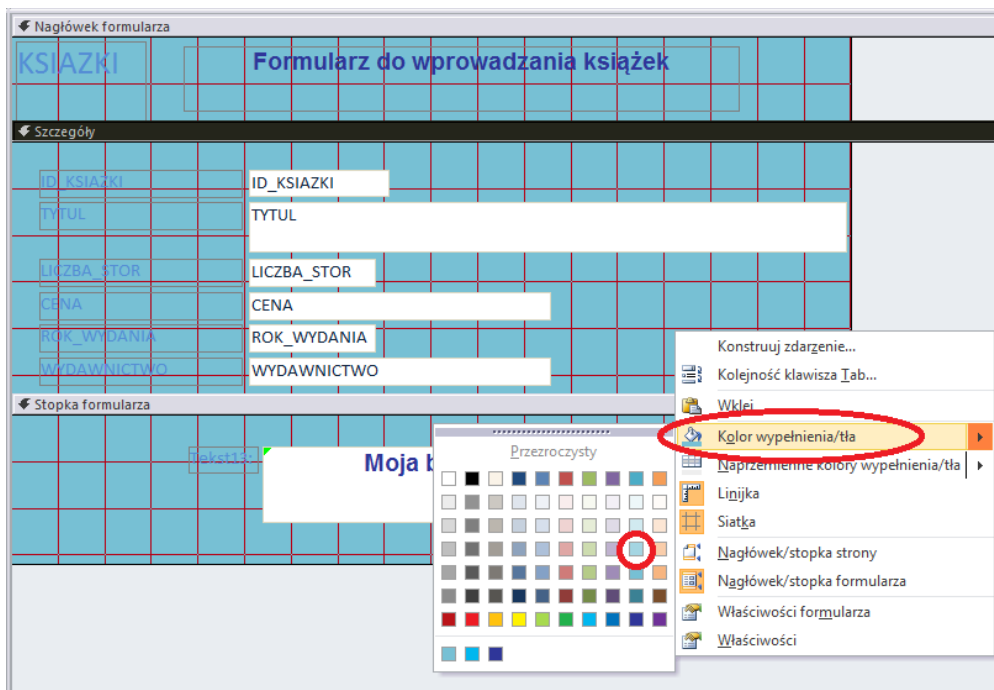 Nagłówek formularza
KSIAZKI Formularz do wprowadzania książek
Szczegóły
ID_KSIAZKI ID_KSIAZKI
TYTUL TYTUL
LICZBA_STOR LICZBA_STOR
CENA CENA
ROK_WYDANIA ROK_WYDANIA
WYDAWNICTWO WYDAWNICTWO
Stopka formularza
Tekst13: Moja b
Przezroczysty
Konstruuj zdarzenie...
Kolejność klawisza Tab...
Wklej
Kolor wypełnienia/tła
Naprzemienne kolory wypełnienia/tła
Linijka
Siatka
Nagłówek/stopka strony
Nagłówek/stopka formularza
Właściwości formularza
Właściwości